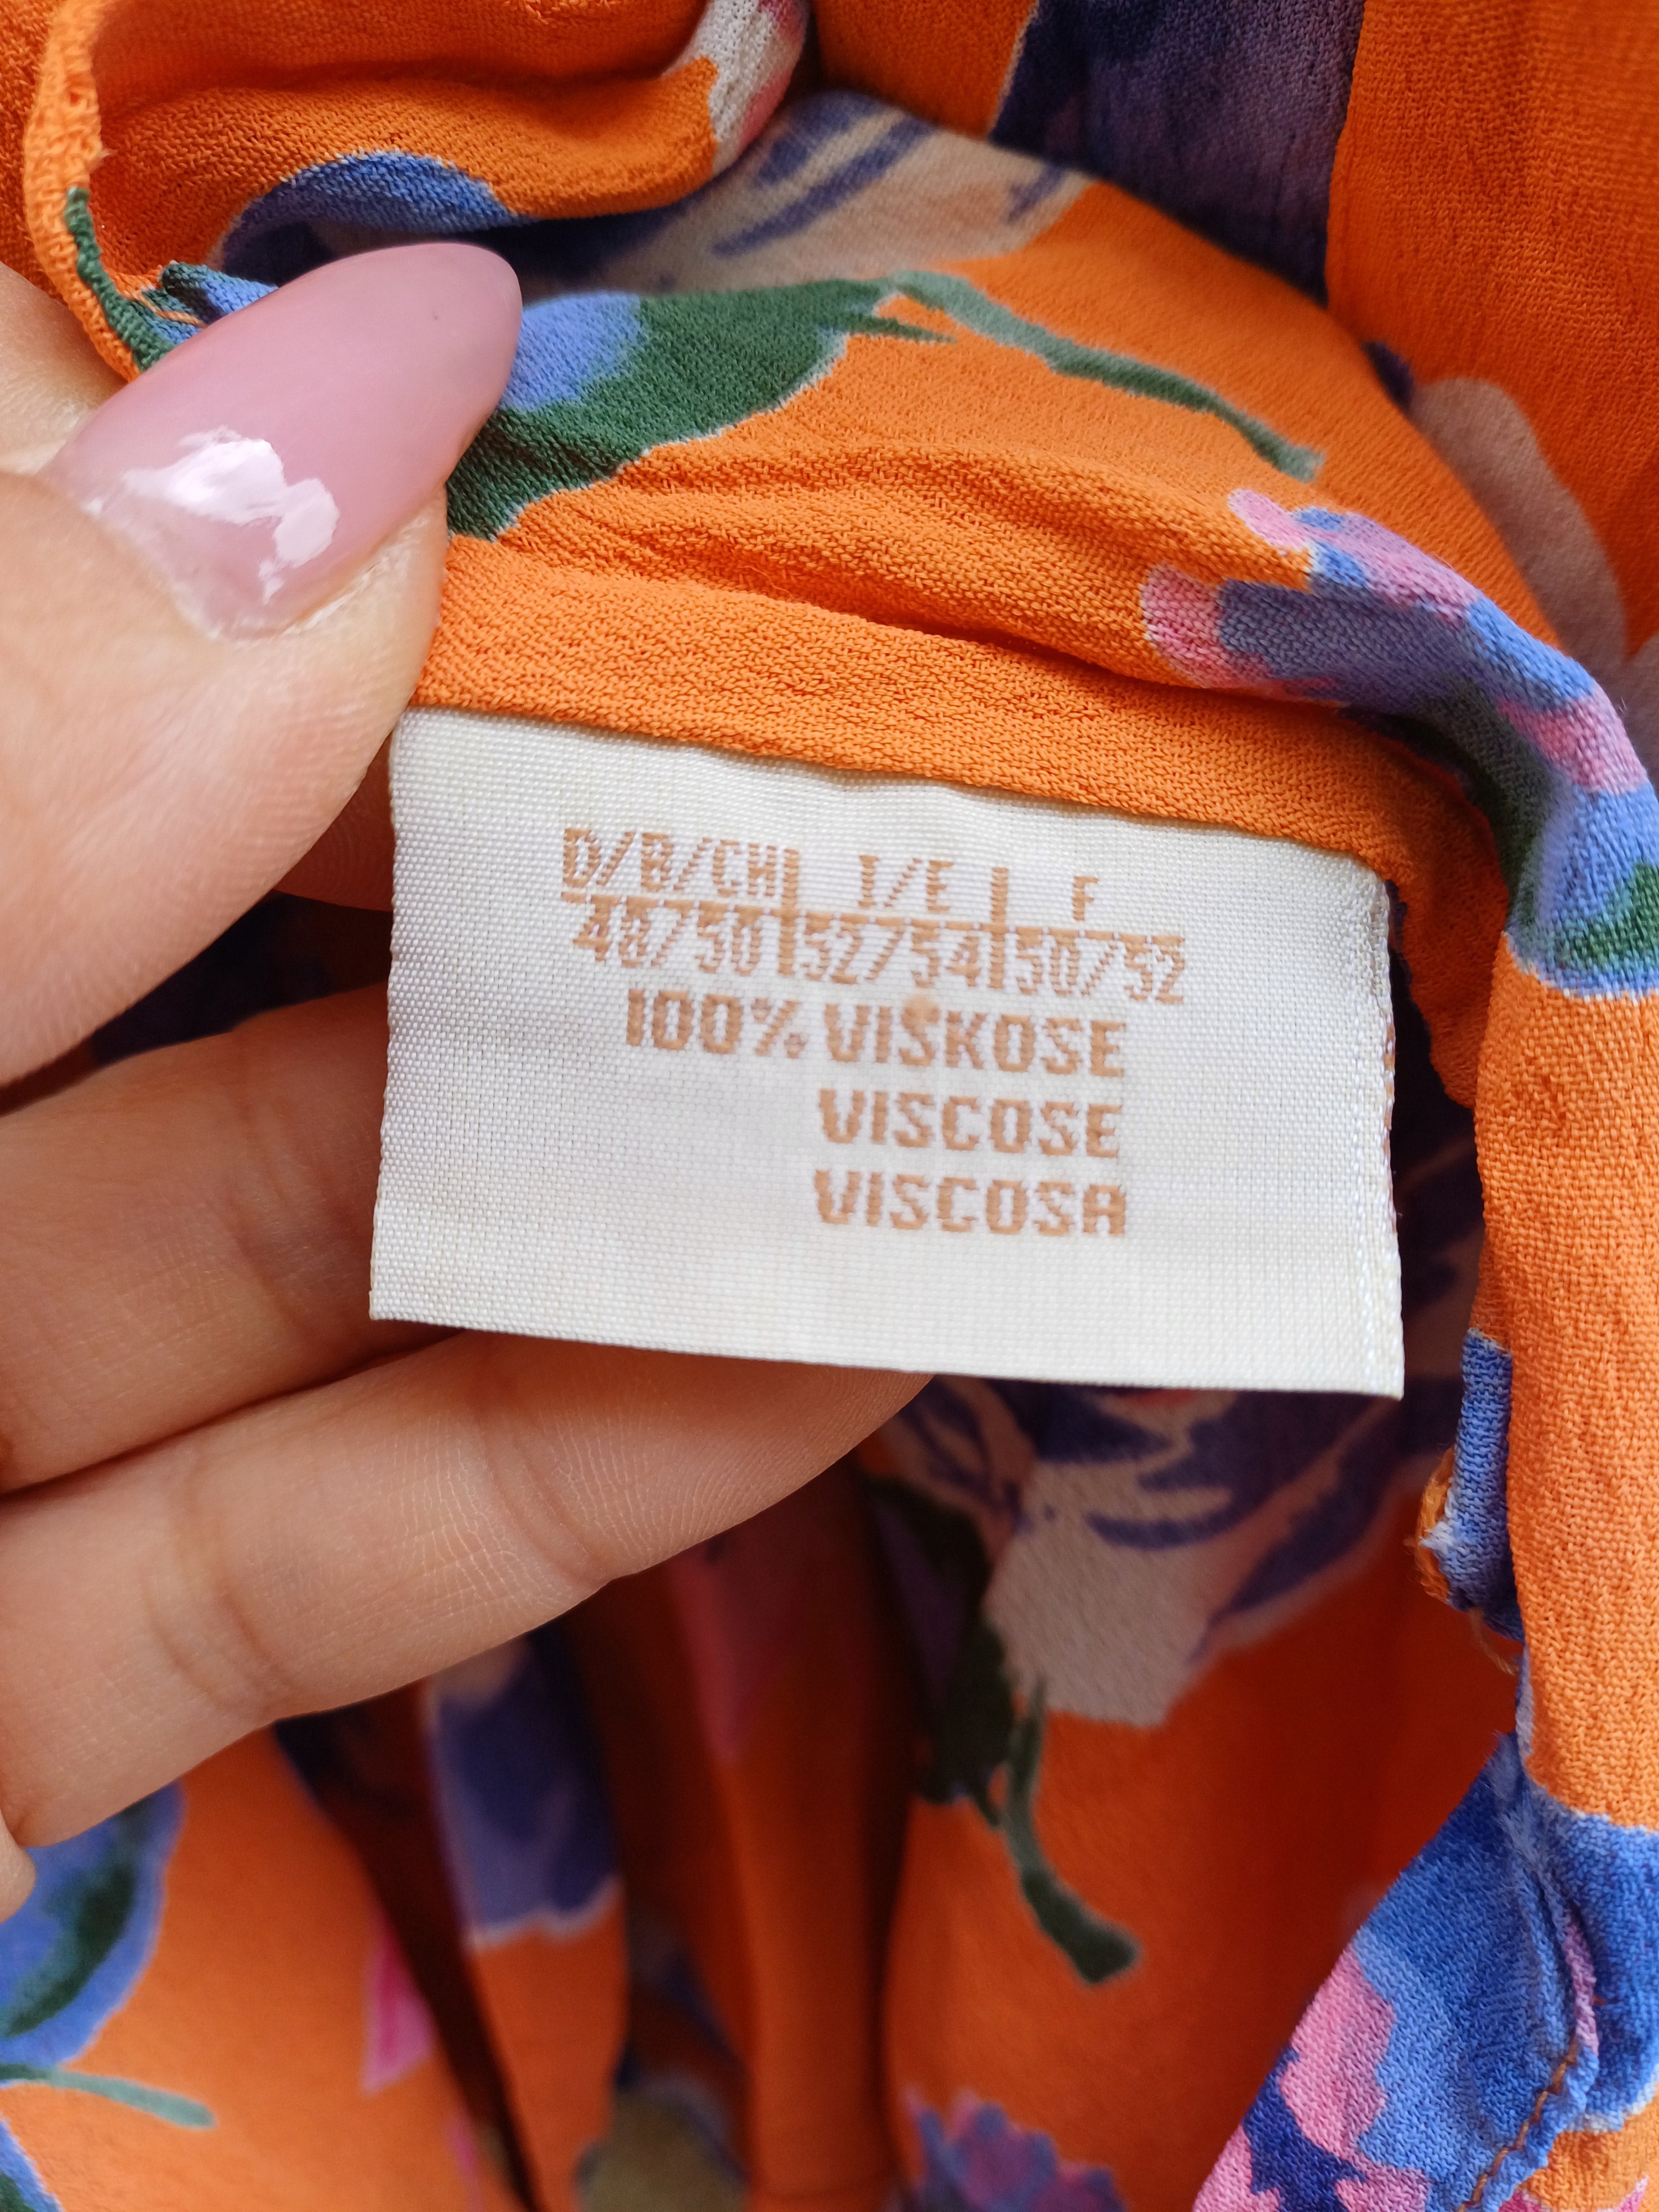 D/B/CH I/E F
48/50 52/54 50/52
100% VISKOSE
VISCOSE
VISCOSA